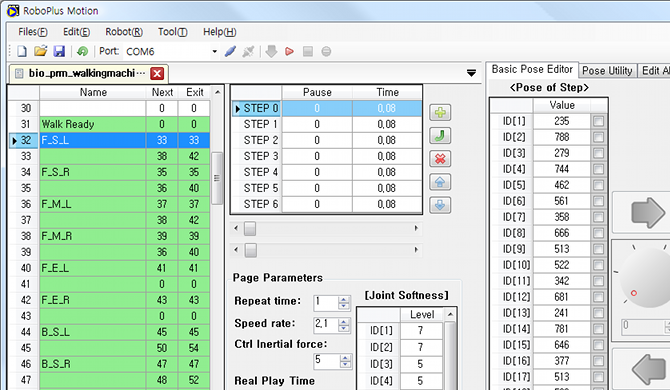 RoboPlus Motion
Files(F) Edit(E) Robot(R) Tool(T) Help(H)
Port: COM6
bio_prm_walkingmachi···
Name Next Exit
30 0 0
31 Walk Ready 0 0
32 F_S_L 33 33
33 38 42
34 F_S_R 35 35
35 36 40
36 F_M_L 37 37
37 38 42
38 F_M_R 39 39
39 36 40
40 F_E_L 41 41
41 0 0
42 F_E_R 43 43
43 0 0
44 B_S_L 45 45
45 50 54
46 B_S_R 47 47
47 48 52
Pause Time
STEP 0 0 0,08
STEP 1 0 0,08
STEP 2 0 0,08
STEP 3 0 0,08
STEP 4 0 0,08
STEP 5 0 0,08
STEP 6 0 0,08
Page Parameters
Repeat time: 1
Speed rate: 2,1
Ctrl Inertial force:
5
Real Play Time
[Joint Softness]
Level
ID[1] 7
ID[2] 7
ID[3] 5
ID[4] 5
Basic Pose Editor Pose Utility Edit Al
<Pose of Step>
Value
ID[1] 235
ID[2] 788
ID[3] 279
ID[4] 744
ID[5] 462
ID[6] 561
ID[7] 358
ID[8] 666
ID[9] 513
ID[10] 522
ID[11] 342
ID[12] 681
ID[13] 241
ID[14] 781
ID[15] 646
ID[16] 377
ID[17] 513
ID[18] 512
0